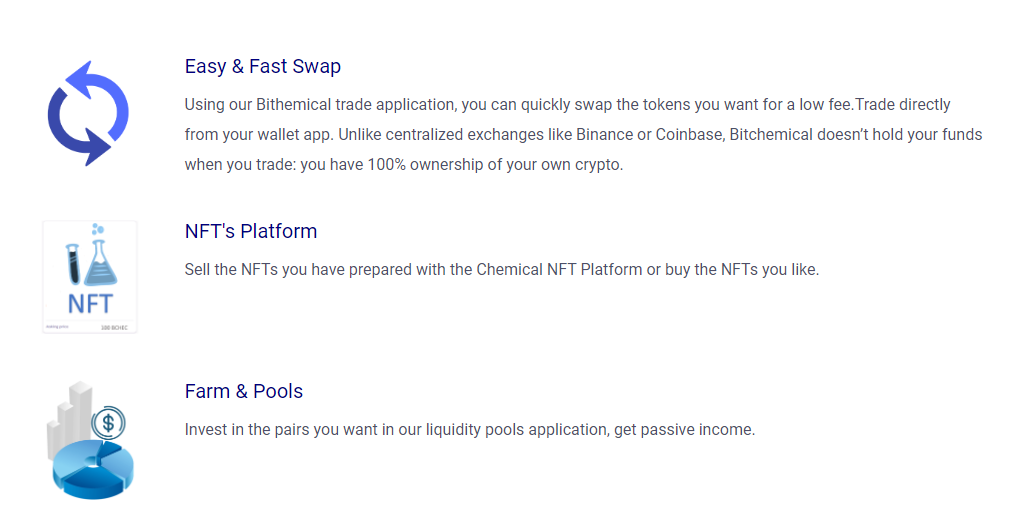 Easy & Fast Swap
Using our Bithemical trade application, you can quickly swap the tokens you want for a low fee.Trade directly
from your wallet app. Unlike centralized exchanges like Binance or Coinbase, Bitchemical doesn’t hold your funds
when you trade: you have 100% ownership of your own crypto.
NFT's Platform
Sell the NFTs you have prepared with the Chemical NFT Platform or buy the NFTs you like.
NFT
Farm & Pools
Invest in the pairs you want in our liquidity pools application, get passive income.